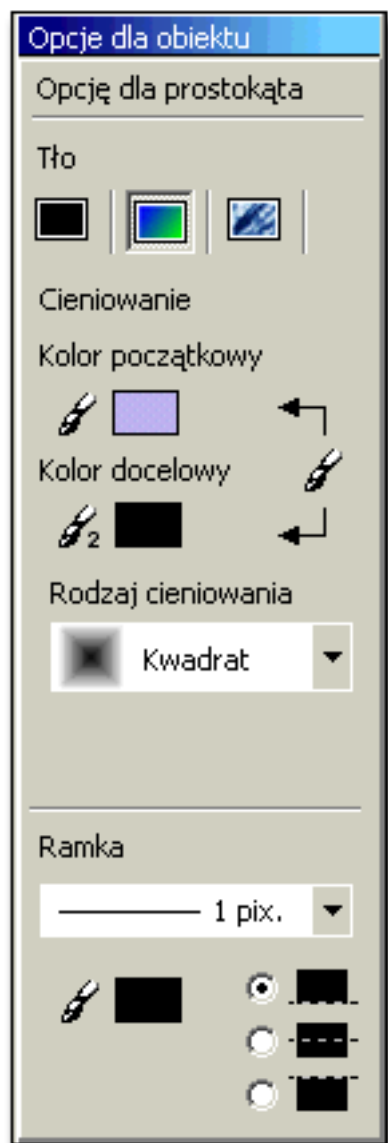 Opcje dla obiektu
Opcję dla prostokąta
Tło
Cieniowanie
Kolor początkowy
Kolor docelowy
2
Rodzaj cieniowania
Kwadrat
Ramka
1 pix.